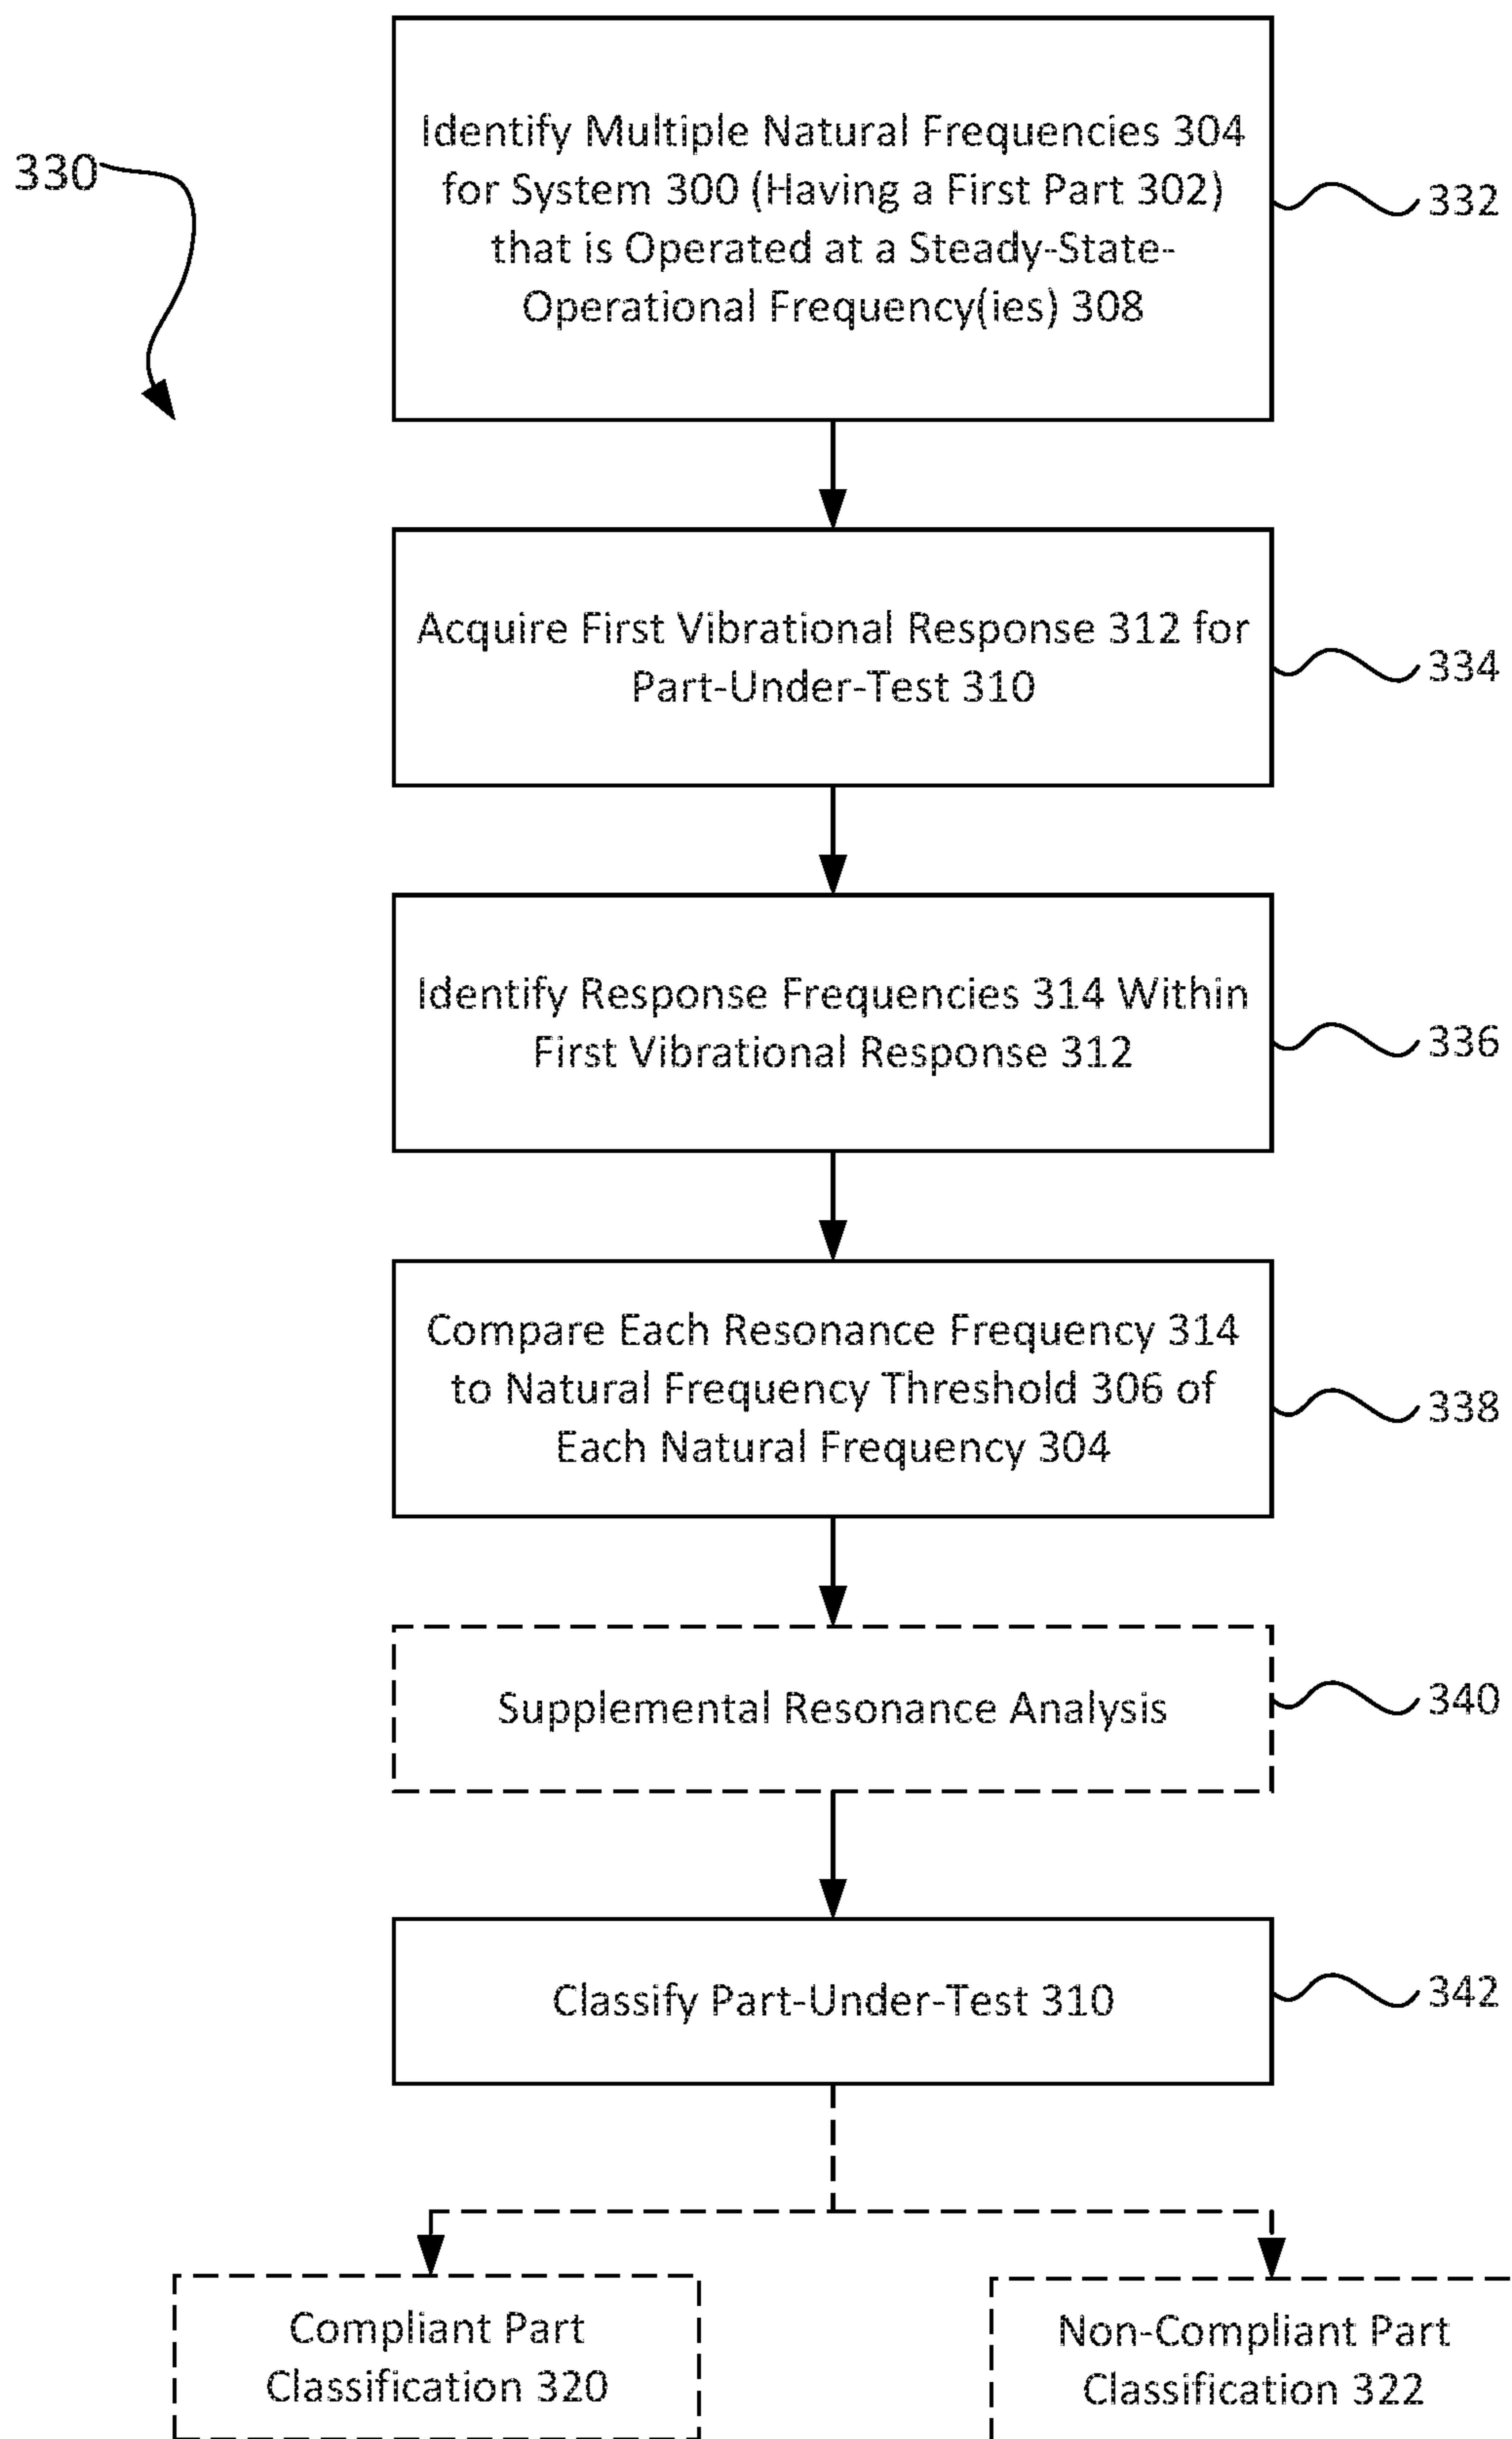 330
Identify Multiple Natural Frequencies 304
for System 300 (Having a First Part 302)
that is Operated at a Steady-State-
Operational Frequency(ies) 308
332
Acquire First Vibrational Response 312 for
Part-Under-Test 310
334
Identify Response Frequencies 314 Within
First Vibrational Response 312
336
Compare Each Resonance Frequency 314
to Natural Frequency Threshold 306 of
Each Natural Frequency 304
338
Supplemental Resonance Analysis
340
Classify Part-Under-Test 310
342
Compliant Part
Classification 320
Non-Compliant Part
Classification 322